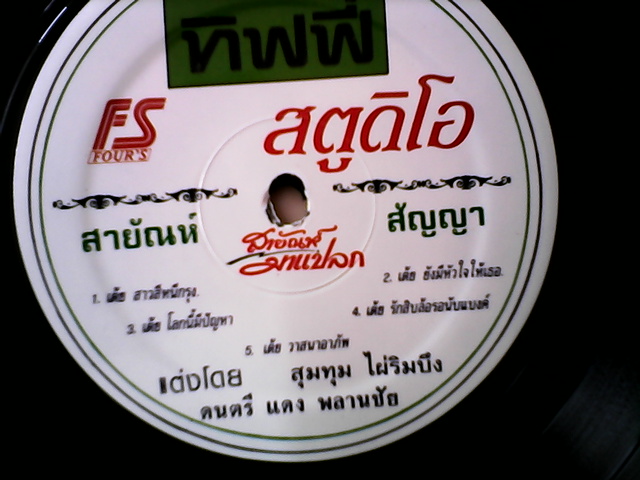 ทิฟฟี่
FS
FOUR'S
สตูดิโอ
สายัณห์
สัญญา
สายัณห์
มาแปลก
1. เต้ย สาวสีหนีกรุง.
2. เต้ย ยังมีหัวใจให้เธอ.
3. เต้ย โลกนี้มีปัญหา
4. เต้ย รักสิบล้อรอนับแบงค์
5. เต้ย วาสนาอาภัพ
แต่งโดย สุมทุม ไผ่ริมบึง
ดนตรี แดง พลานชัย